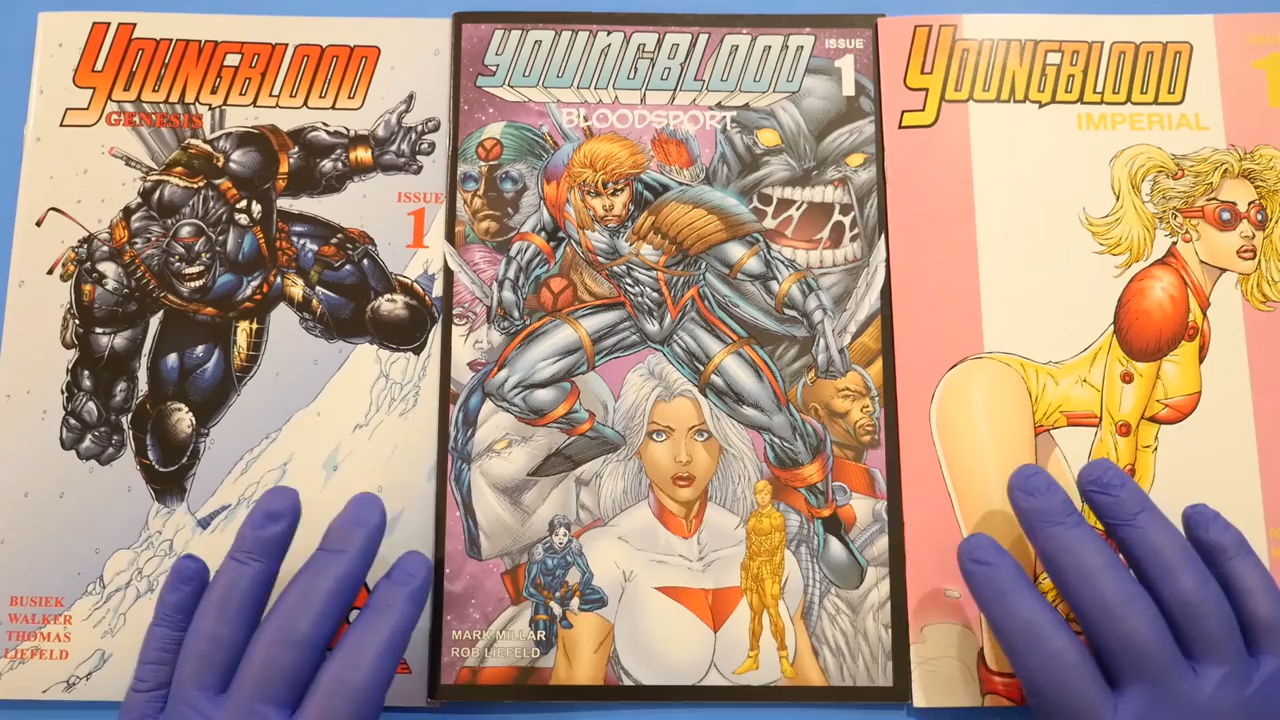 YOUNGBLOOD
GENESIS
ISSUE
1
BUSIEK
WALKER
THOMAS
LIEFELD
YOUNGBLOOD
ISSUE
1
BLOODSPORT
MARK MILLAR
ROB LIEFELD
YOUNGBLOOD
IMPERIAL